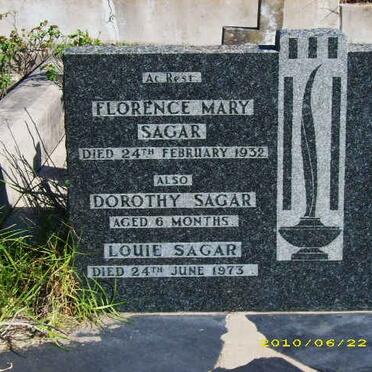 At Rest.
FLORENCE MARY
SAGAR
DIED 24TH FEBRUARY 1932
ALSO
DOROTHY SAGAR
AGED 6 MONTHS.
LOUIE SAGAR
DIED 24TH JUNE 1973.
2010/06/22